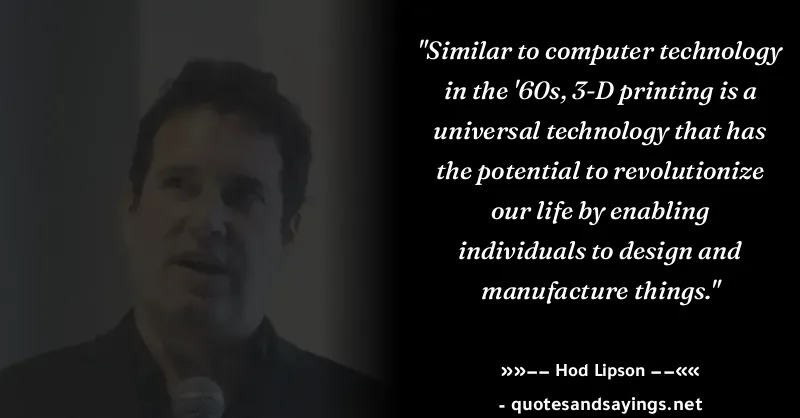 "Similar to computer technology
in the '60s, 3-D printing is a
universal technology that has
the potential to revolutionize
our life by enabling
individuals to design and
manufacture things."
»»–– Hod Lipson ––««
- quotesandsayings.net